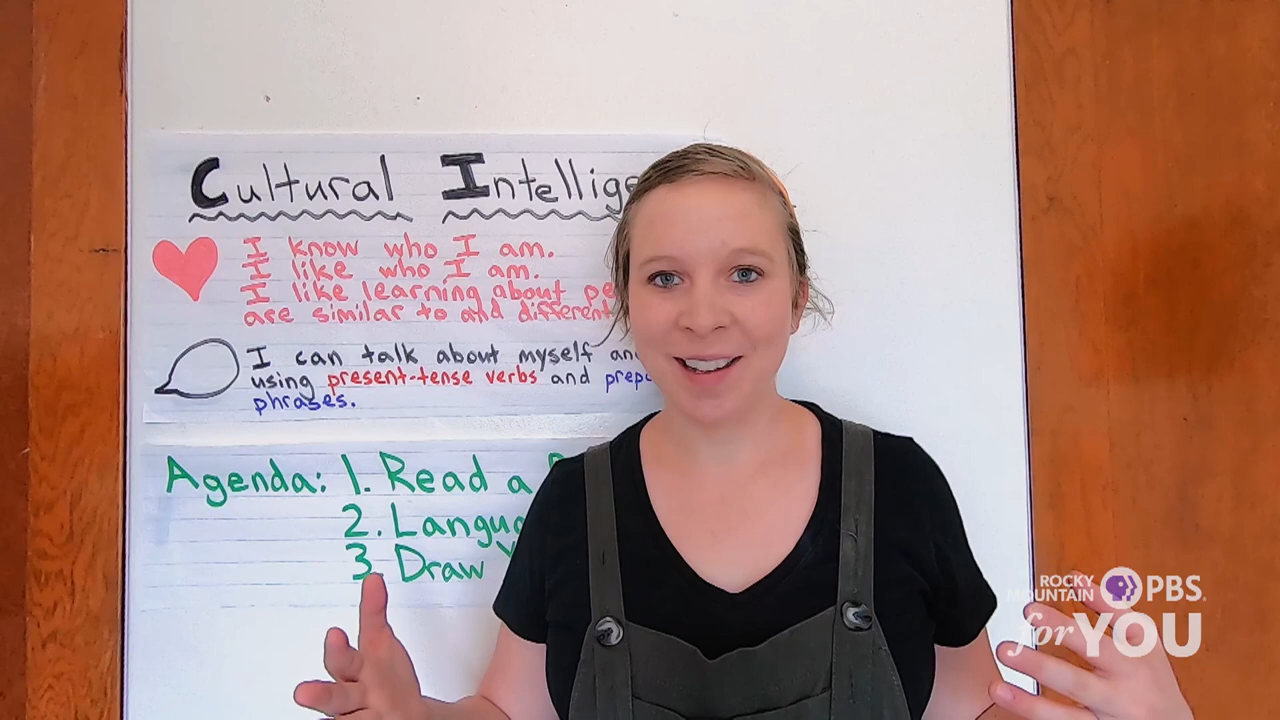 Cultural Intellige
I know who I am.
I like who I am.
I like learning about pe
are similar to and different
I can talk about myself an
using present-tense verbs and prep
phrases.
Agenda: 1. Read a
2. Langu
3. Draw
ROCKY
MOUNTAIN PBS
for YOU